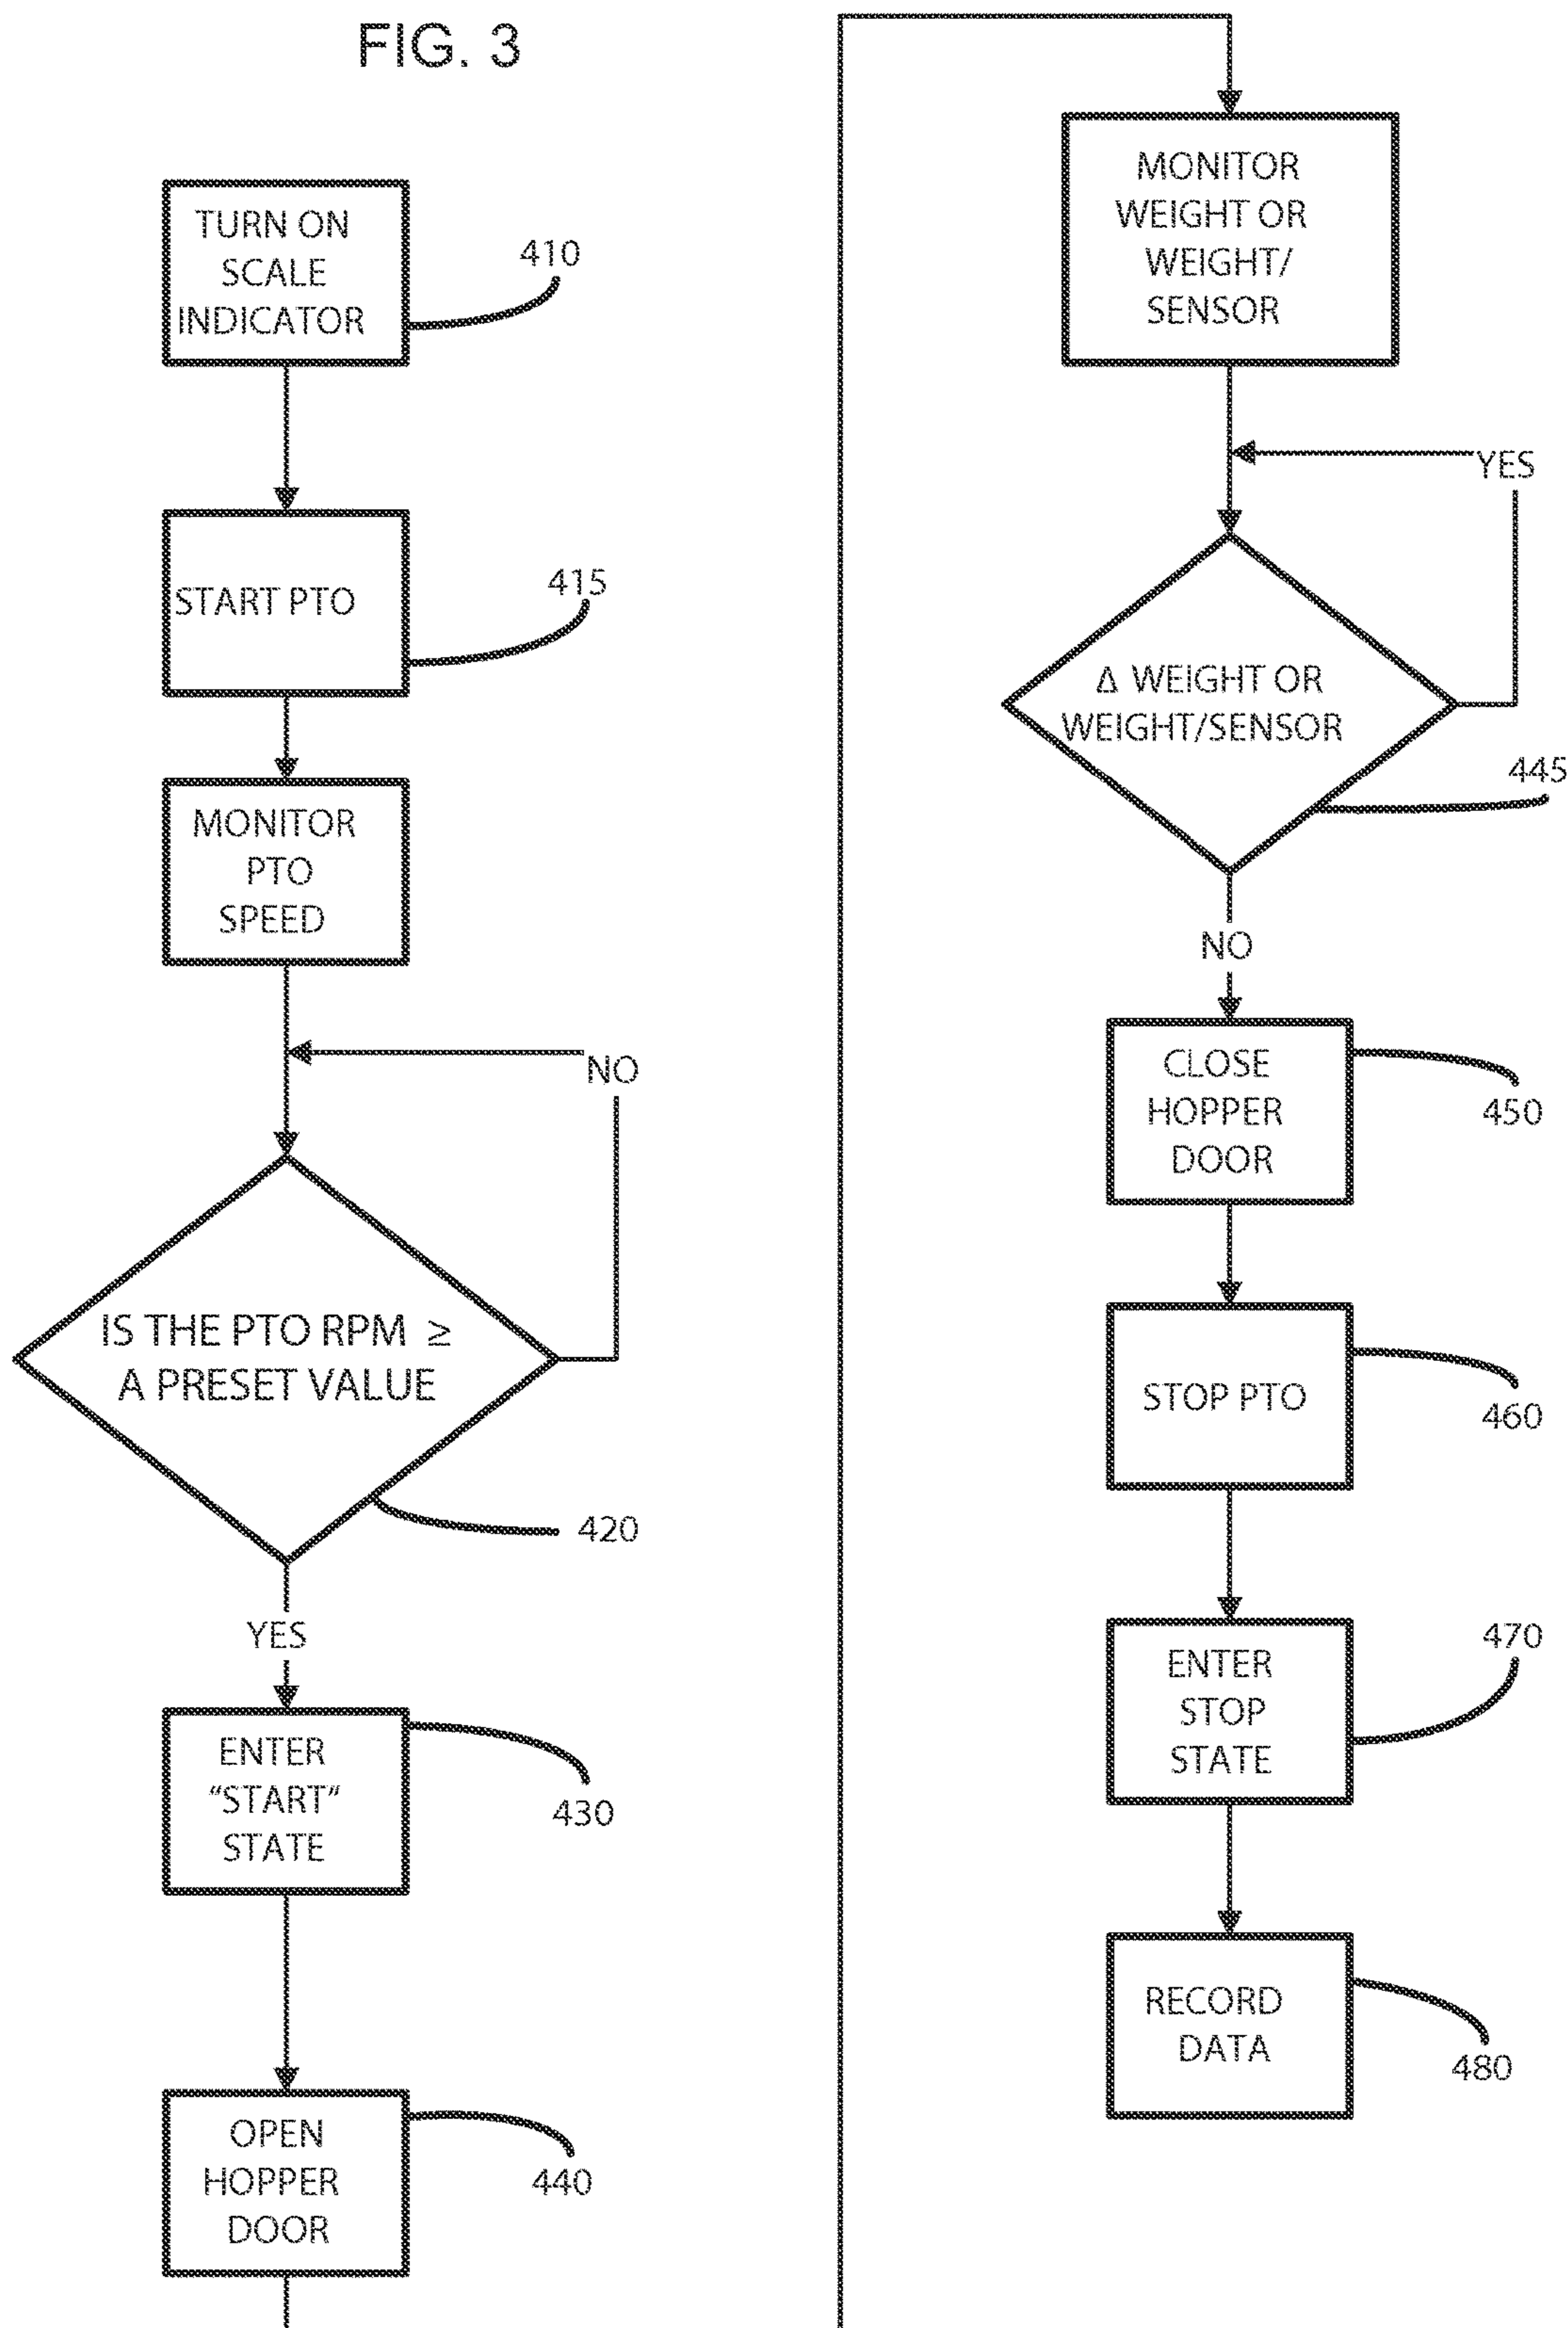 FIG. 3
TURN ON
SCALE
INDICATOR
410
START PTO
415
MONITOR
PTO
SPEED
NO
IS THE PTO RPM ≥
A PRESET VALUE
420
YES
ENTER
“START”
STATE
430
OPEN
HOPPER
DOOR
440
MONITOR
WEIGHT OR
WEIGHT/
SENSOR
YES
Δ WEIGHT OR
WEIGHT/SENSOR
445
NO
CLOSE
HOPPER
DOOR
450
STOP PTO
460
ENTER
STOP
STATE
470
RECORD
DATA
480